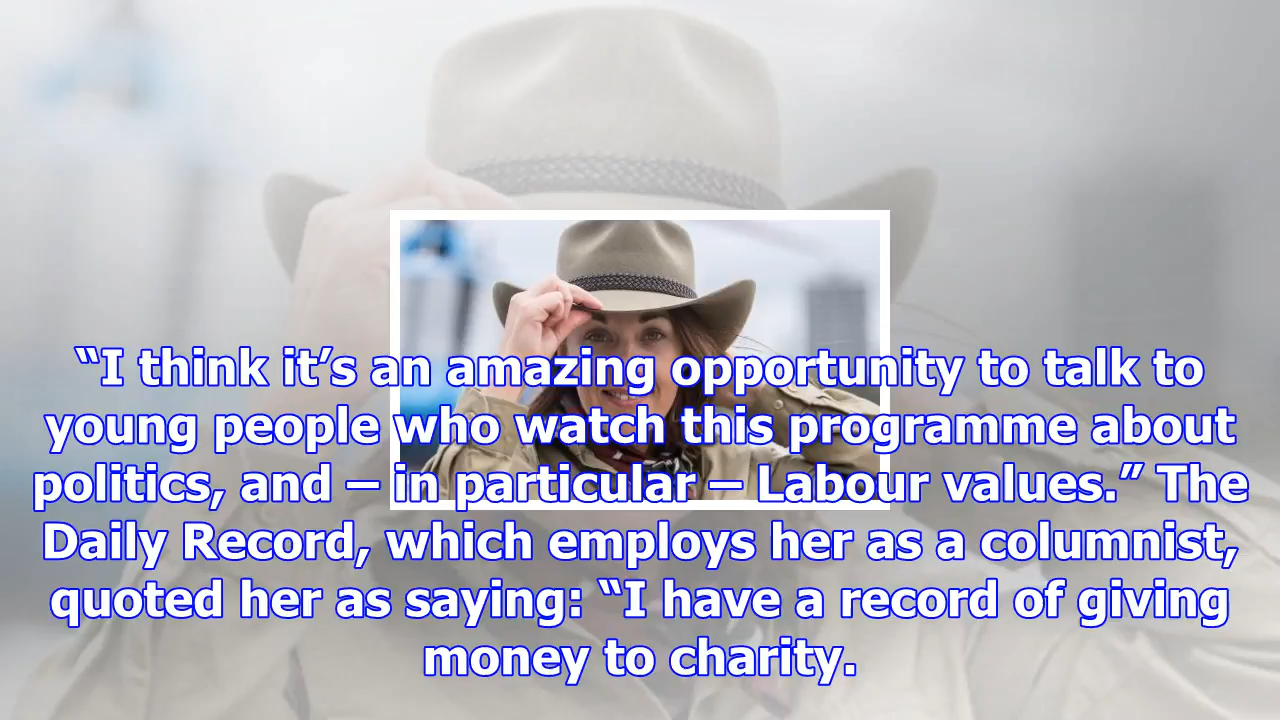 “I think it’s an amazing opportunity to talk to
young people who watch this programme about
politics, and – in particular – Labour values.” The
Daily Record, which employs her as a columnist,
quoted her as saying: “I have a record of giving
money to charity.